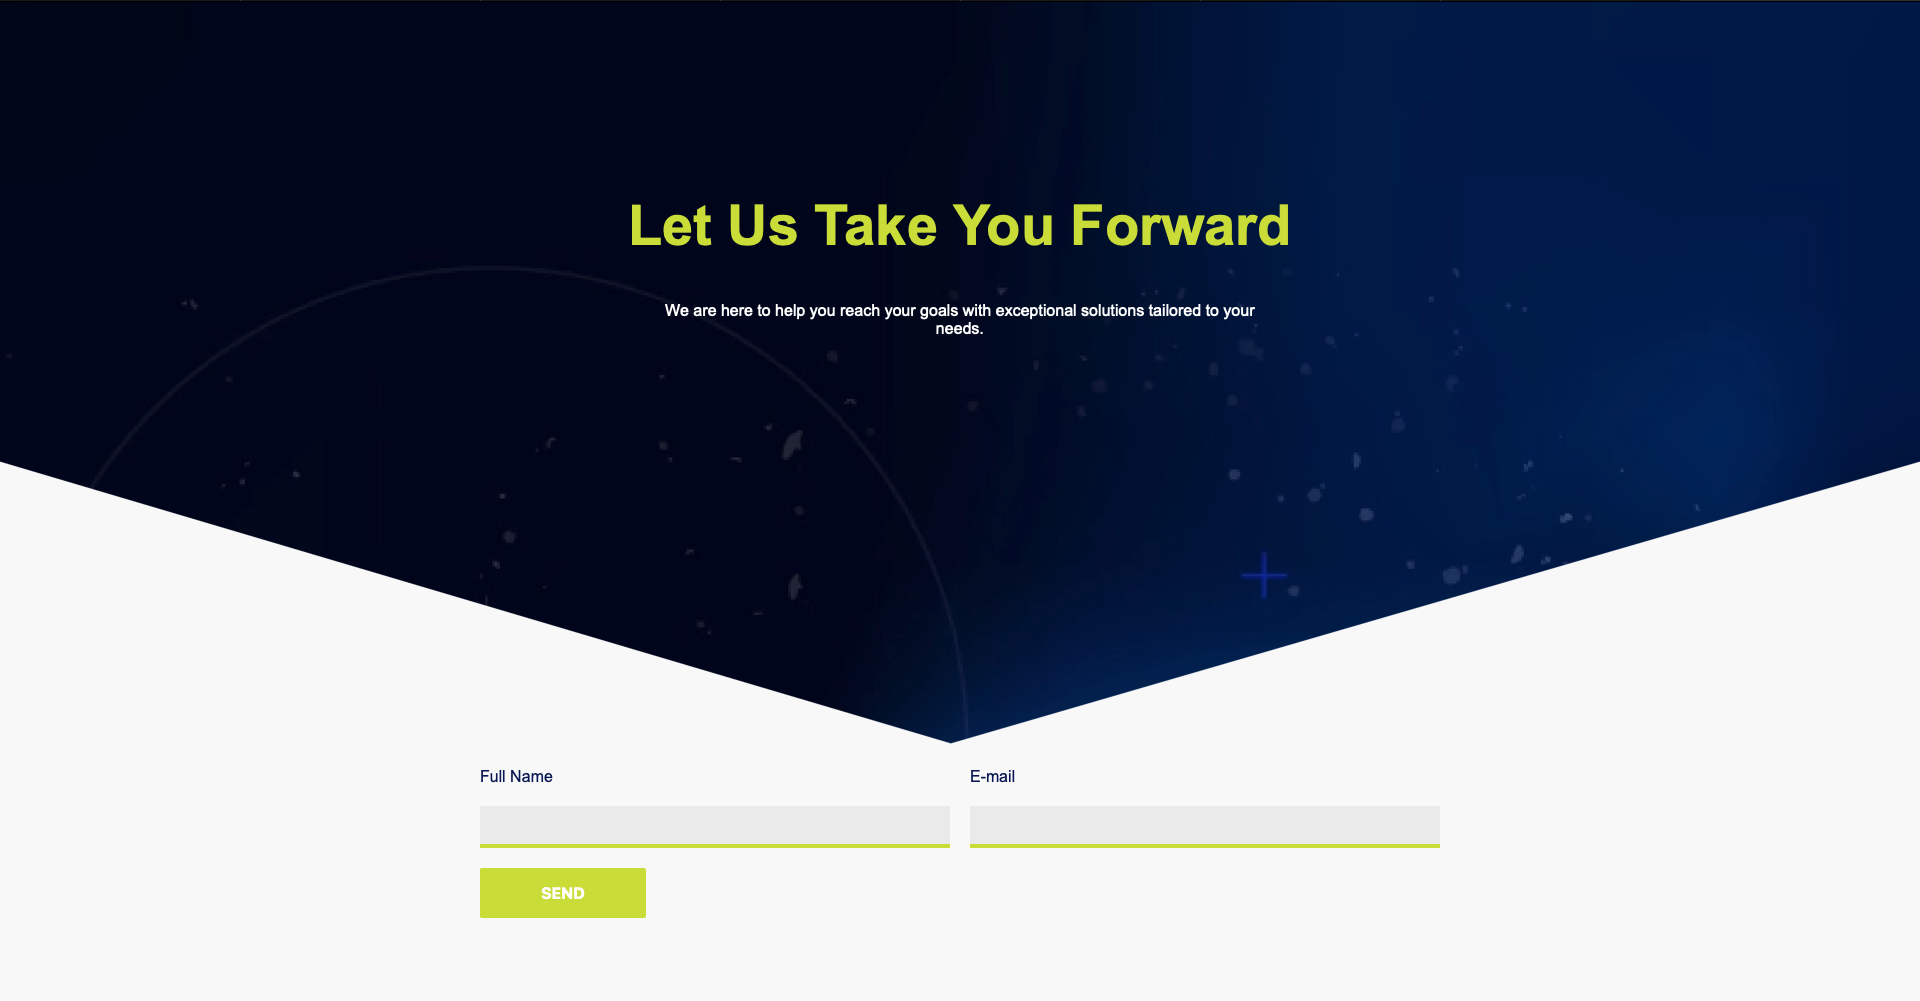 Let Us Take You Forward
We are here to help you reach your goals with exceptional solutions tailored to your
needs.
Full Name
E-mail
SEND